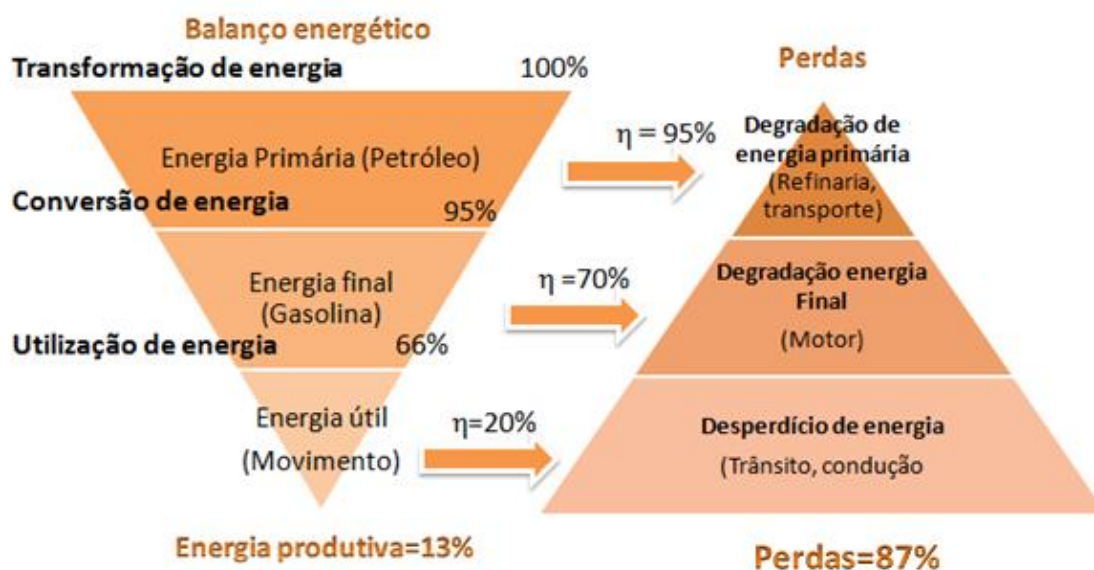 Balanço energético
Transformação de energia
100%
Energia Primária (Petróleo)
Conversão de energia
95%
Energia final
(Gasolina)
Utilização de energia
66%
Energia útil
(Movimento)
Energia produtiva=13%
η = 95%
η =70%
η=20%
Perdas
Degradação de
energia primária
(Refinaria,
transporte)
Degradação energia
Final
(Motor)
Desperdício de energia
(Trânsito, condução
Perdas=87%